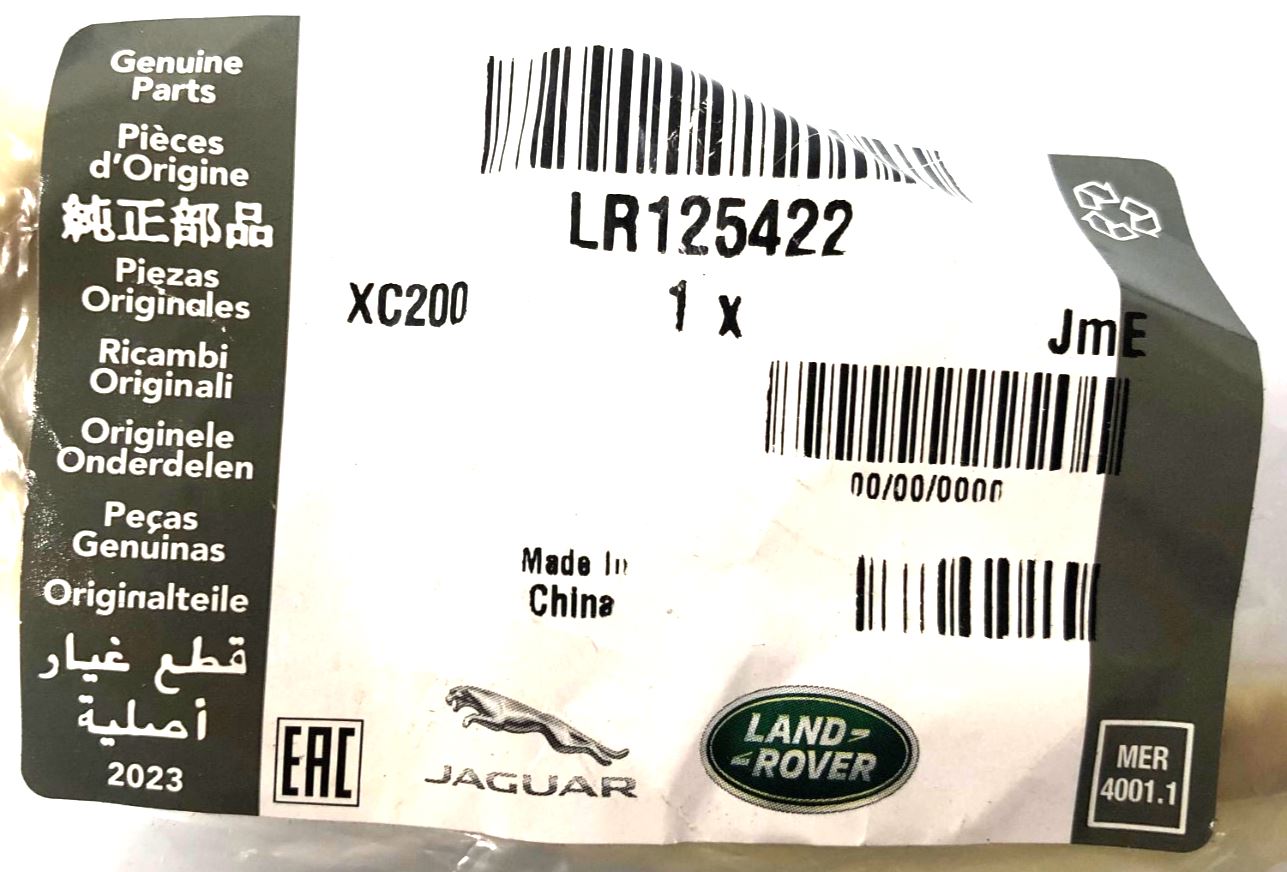 Genuine
Parts
Pièces
d'Origine
純正部品
Piezas
Originales
Ricambi
Originali
Originele
Onderdelen
Peças
Genuinas
Originalteile
قطع غيار
أصلية
2023
LR125422
XC200
1 x
JmE
00/00/0000
Made In
China
EAC
JAGUAR
LAND-
-ROVER
MER
4001.1